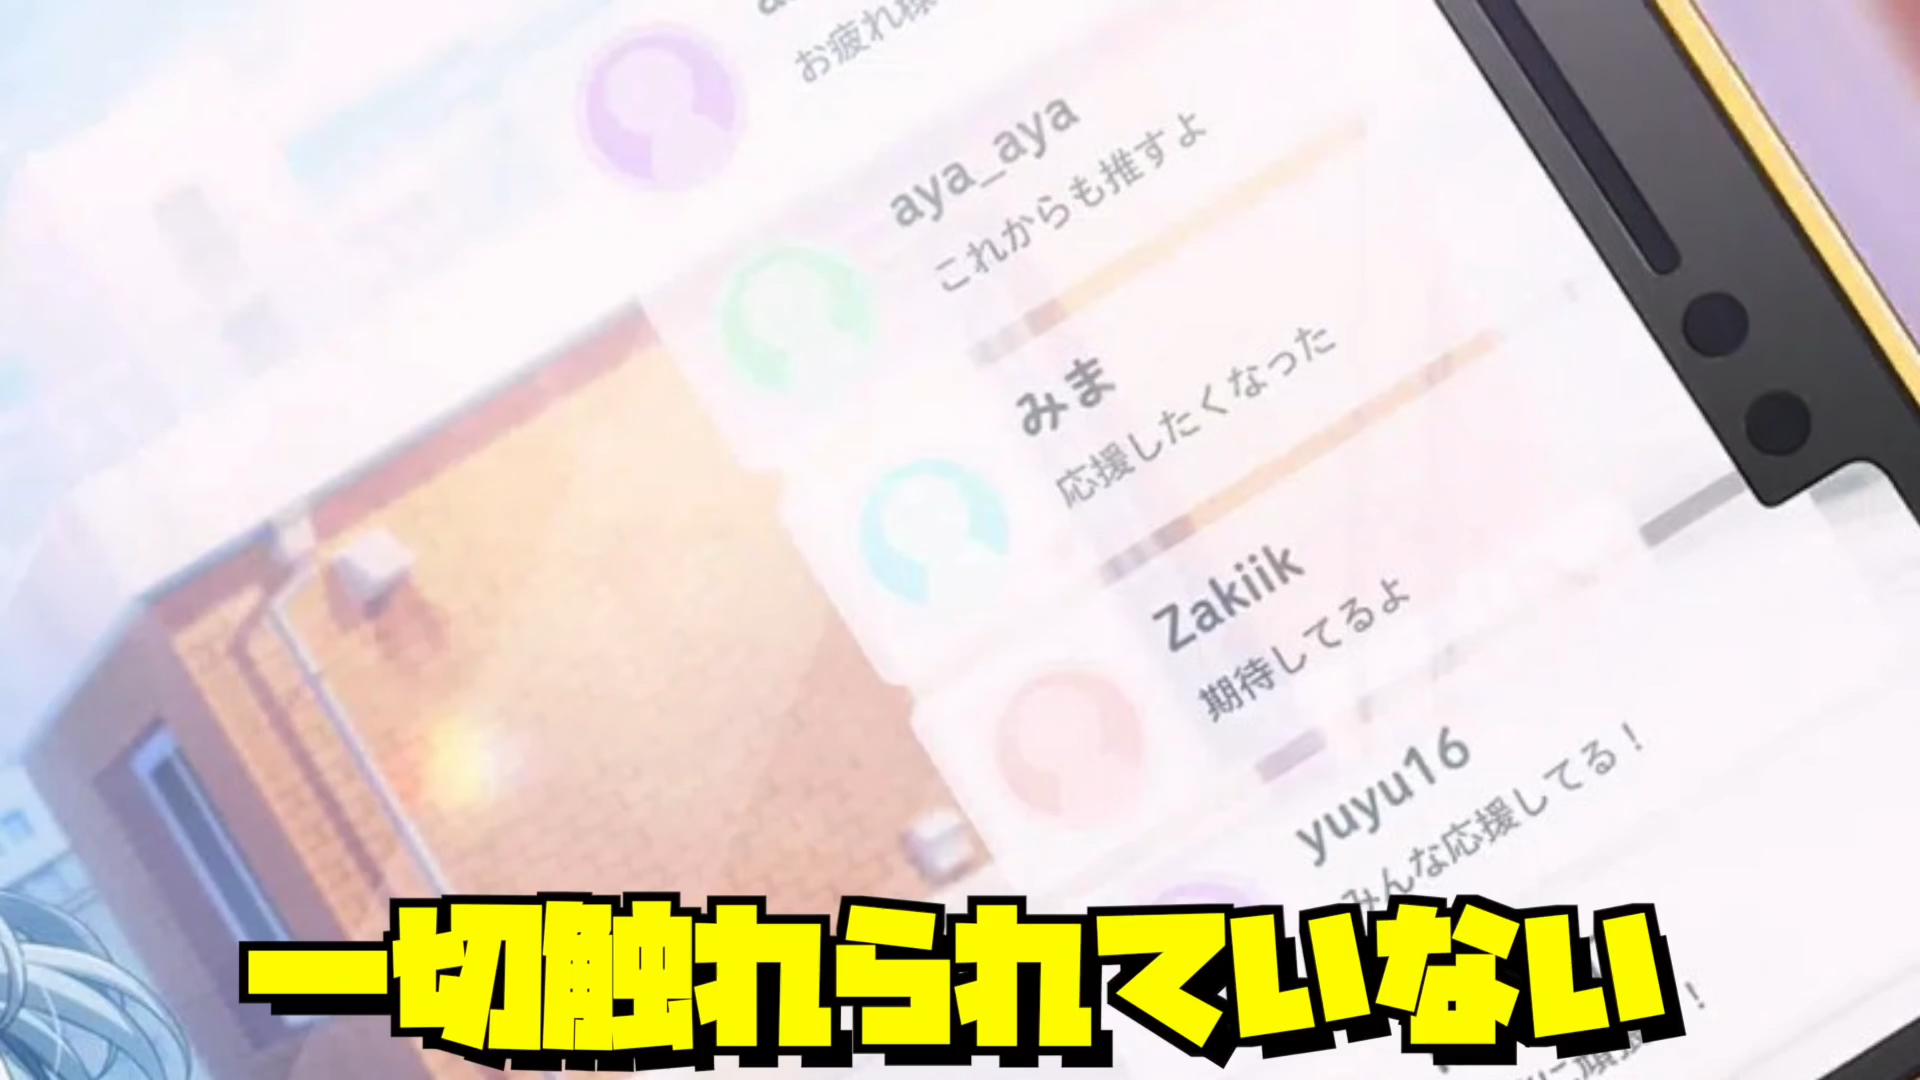 お疲れ様
aya_aya
これからも推すよ
みま
応援したくなった
Zakiik
期待してるよ
yuyu16
みんな応援してる！
一切触れられていない